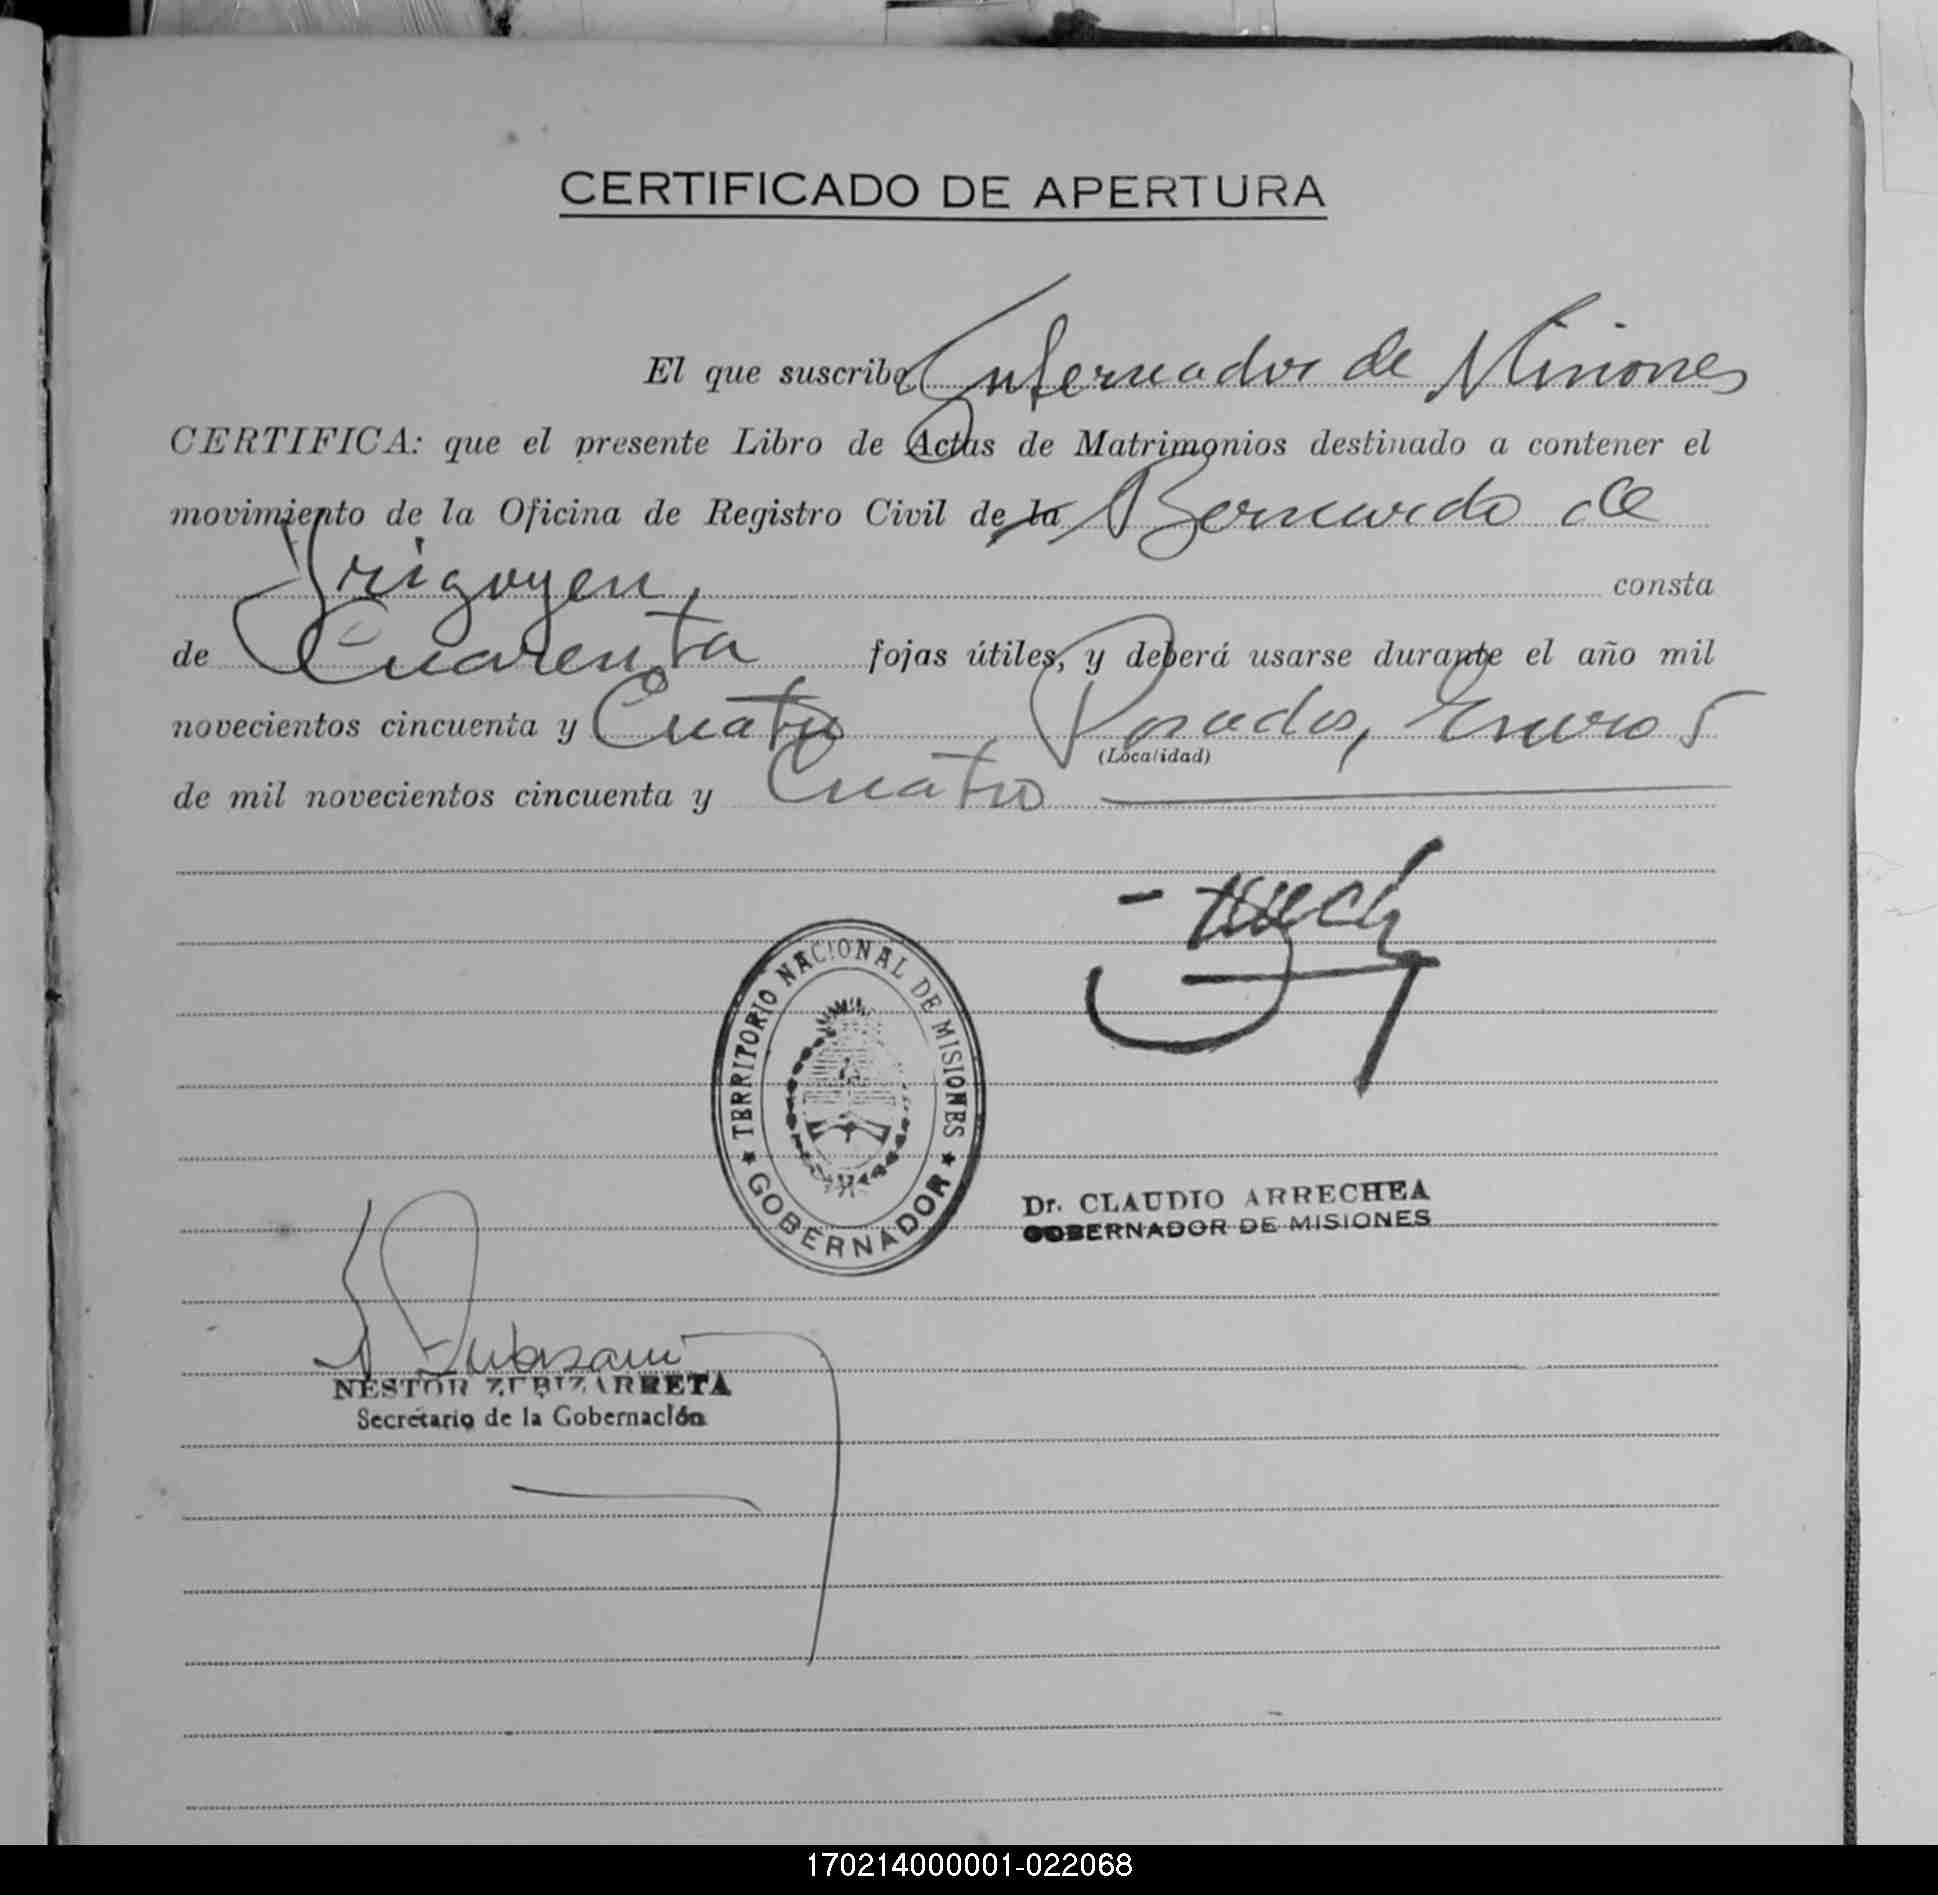 CERTIFICADO DE APERTURA
El que suscribe Gobernador de Misiones
CERTIFICA: que el presente Libro de Actas de Matrimonios destinado a contener el
movimiento de la Oficina de Registro Civil de la Bernardo de
Irigoyen, consta
de Cuarenta fojas útiles, y deberá usarse durante el año mil
novecientos cincuenta y Cuatro Posadas, Enero 5
(Localidad)
de mil novecientos cincuenta y Cuatro
TERRITORIO NACIONAL DE MISIONES
GOBERNADOR
Dr. CLAUDIO ARRECHEA
GOBERNADOR DE MISIONES
NESTOR ZUBIZARRETA
Secretario de la Gobernación
170214000001-022068